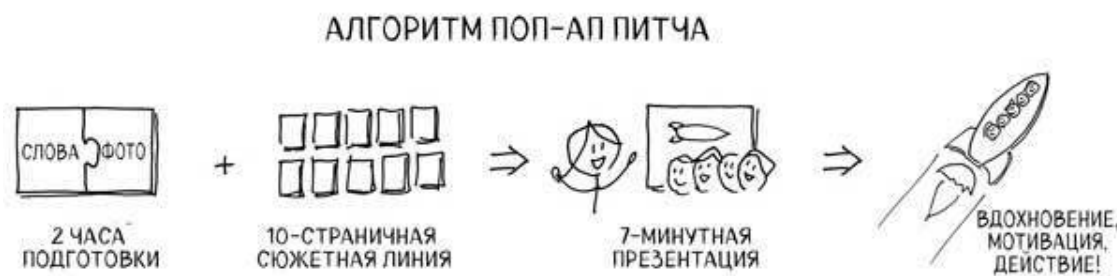 АЛГОРИТМ ПОП-АП ПИТЧА
СЛОВА ФОТО
+
2 ЧАСА
ПОДГОТОВКИ
10-СТРАНИЧНАЯ
СЮЖЕТНАЯ ЛИНИЯ
7-МИНУТНАЯ
ПРЕЗЕНТАЦИЯ
ВДОХНОВЕНИЕ,
МОТИВАЦИЯ,
ДЕЙСТВИЕ!